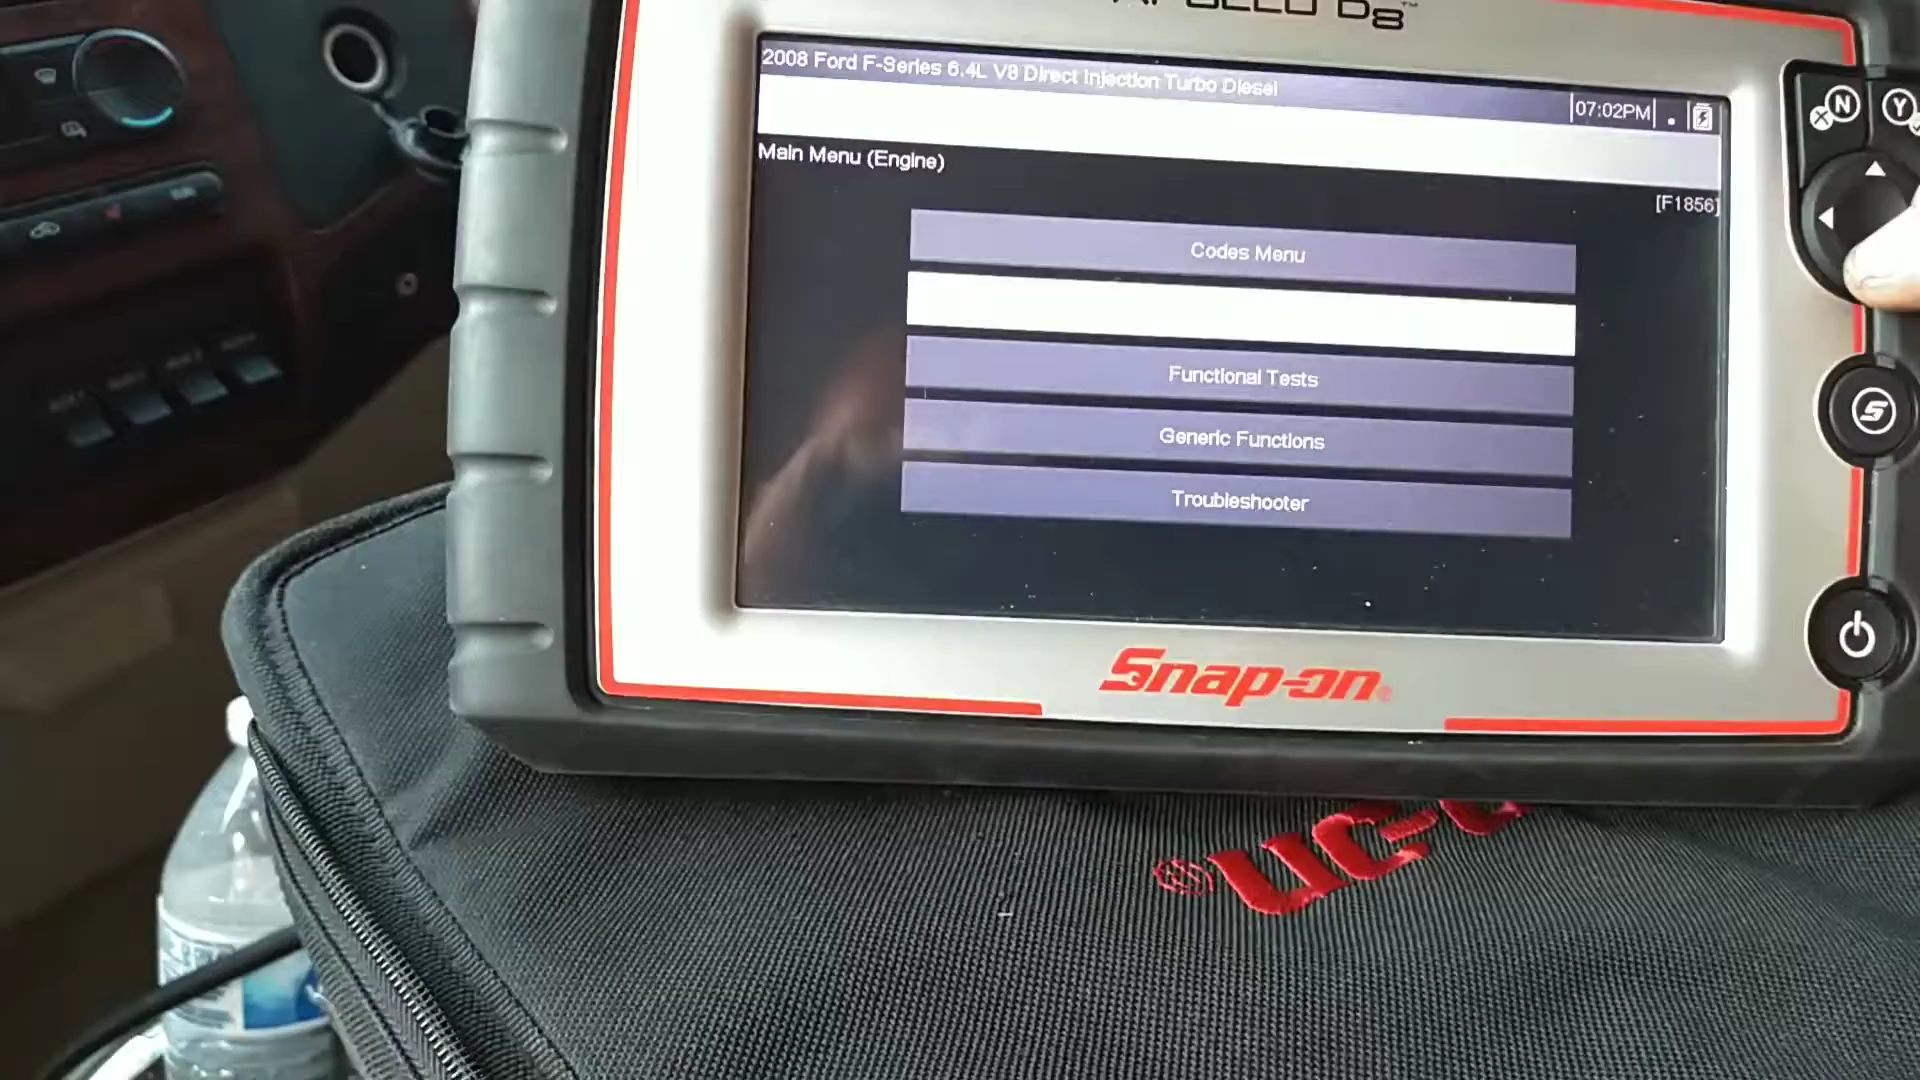 APOLLO D8™
2008 Ford F-Series 6.4L V8 Direct Injection Turbo Diesel
07:02PM
Main Menu (Engine)
[F1856]
Codes Menu
Functional Tests
Generic Functions
Troubleshooter
N
Y
S
Snap-on®